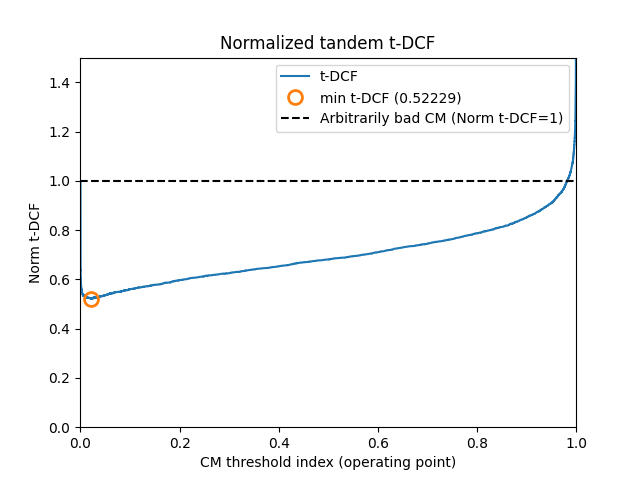 Normalized tandem t-DCF
t-DCF
min t-DCF (0.52229)
Arbitrarily bad CM (Norm t-DCF=1)
Norm t-DCF
1.4
1.2
1.0
0.8
0.6
0.4
0.2
0.0
0.0 0.2 0.4 0.6 0.8 1.0
CM threshold index (operating point)